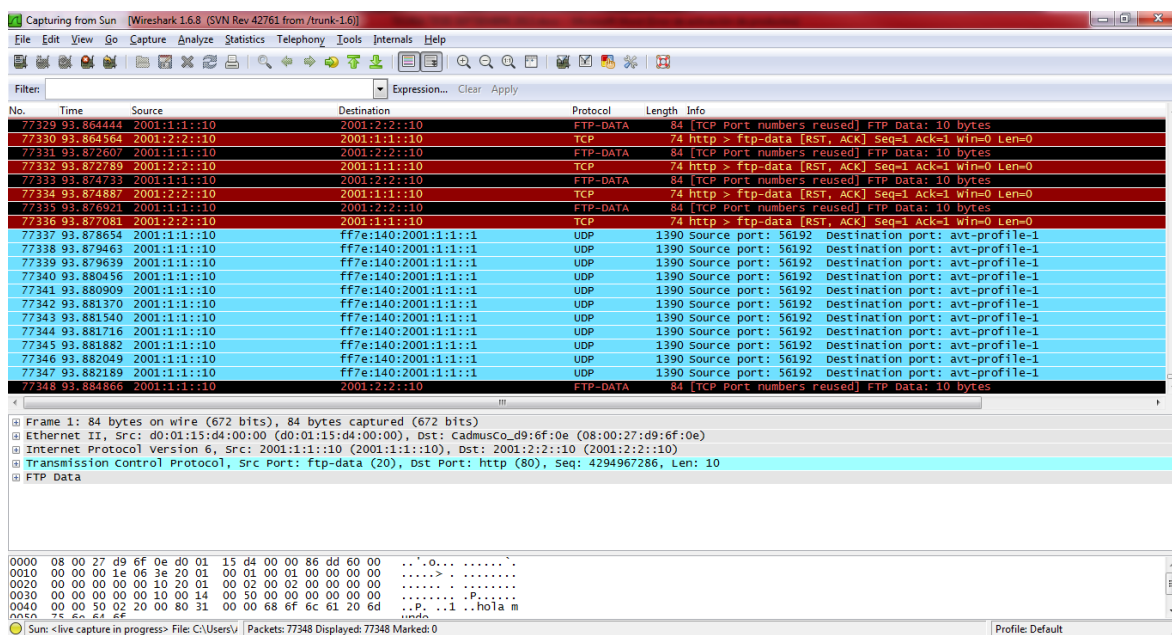 Capturing from Sun [Wireshark 1.6.8 (SVN Rev 42761 from /trunk-1.6)]
File Edit View Go Capture Analyze Statistics Telephony Tools Internals Help
Filter: Expression... Clear Apply
No. Time Source Destination Protocol Length Info
77329 93.864444 2001:1:1::10 2001:2:2::10 FTP-DATA 84 [TCP Port numbers reused] FTP Data: 10 bytes
77330 93.864564 2001:2:2::10 2001:1:1::10 TCP 74 http > ftp-data [RST, ACK] Seq=1 Ack=1 Win=0 Len=0
77331 93.872607 2001:1:1::10 2001:2:2::10 FTP-DATA 84 [TCP Port numbers reused] FTP Data: 10 bytes
77332 93.872789 2001:2:2::10 2001:1:1::10 TCP 74 http > ftp-data [RST, ACK] Seq=1 Ack=1 Win=0 Len=0
77333 93.874733 2001:1:1::10 2001:2:2::10 FTP-DATA 84 [TCP Port numbers reused] FTP Data: 10 bytes
77334 93.874887 2001:2:2::10 2001:1:1::10 TCP 74 http > ftp-data [RST, ACK] Seq=1 Ack=1 Win=0 Len=0
77335 93.876921 2001:1:1::10 2001:2:2::10 FTP-DATA 84 [TCP Port numbers reused] FTP Data: 10 bytes
77336 93.877081 2001:2:2::10 2001:1:1::10 TCP 74 http > ftp-data [RST, ACK] Seq=1 Ack=1 Win=0 Len=0
77337 93.878654 2001:1:1::10 ff7e:140:2001:1:1::1 UDP 1390 Source port: 56192 Destination port: avt-profile-1
77338 93.879463 2001:1:1::10 ff7e:140:2001:1:1::1 UDP 1390 Source port: 56192 Destination port: avt-profile-1
77339 93.879639 2001:1:1::10 ff7e:140:2001:1:1::1 UDP 1390 Source port: 56192 Destination port: avt-profile-1
77340 93.880456 2001:1:1::10 ff7e:140:2001:1:1::1 UDP 1390 Source port: 56192 Destination port: avt-profile-1
77341 93.880909 2001:1:1::10 ff7e:140:2001:1:1::1 UDP 1390 Source port: 56192 Destination port: avt-profile-1
77342 93.881370 2001:1:1::10 ff7e:140:2001:1:1::1 UDP 1390 Source port: 56192 Destination port: avt-profile-1
77343 93.881540 2001:1:1::10 ff7e:140:2001:1:1::1 UDP 1390 Source port: 56192 Destination port: avt-profile-1
77344 93.881716 2001:1:1::10 ff7e:140:2001:1:1::1 UDP 1390 Source port: 56192 Destination port: avt-profile-1
77345 93.881882 2001:1:1::10 ff7e:140:2001:1:1::1 UDP 1390 Source port: 56192 Destination port: avt-profile-1
77346 93.882049 2001:1:1::10 ff7e:140:2001:1:1::1 UDP 1390 Source port: 56192 Destination port: avt-profile-1
77347 93.882189 2001:1:1::10 ff7e:140:2001:1:1::1 UDP 1390 Source port: 56192 Destination port: avt-profile-1
77348 93.884866 2001:1:1::10 2001:2:2::10 FTP-DATA 84 [TCP Port numbers reused] FTP Data: 10 bytes
Frame 1: 84 bytes on wire (672 bits), 84 bytes captured (672 bits)
Ethernet II, Src: d0:01:15:d4:00:00 (d0:01:15:d4:00:00), Dst: CadmusCo_d9:6f:0e (08:00:27:d9:6f:0e)
Internet Protocol Version 6, Src: 2001:1:1::10 (2001:1:1::10), Dst: 2001:2:2::10 (2001:2:2::10)
Transmission Control Protocol, Src Port: ftp-data (20), Dst Port: http (80), Seq: 4294967286, Len: 10
FTP Data
0000 08 00 27 d9 6f 0e d0 01 15 d4 00 00 86 dd 60 00 ..'.o... ......`.
0010 00 00 00 1e 06 3e 20 01 00 01 00 01 00 00 00 00 .....> . ........
0020 00 00 00 00 00 10 20 01 00 02 00 02 00 00 00 00 ...... . ........
0030 00 00 00 00 00 10 00 14 00 50 00 00 00 00 00 00 ........ .P......
0040 00 00 50 02 20 00 80 31 00 00 68 6f 6c 61 20 6d ..P. ..1 ..hola m
0050 75 6e 64 6f undo
Sun: <live capture in progress> File: C:\Users\ Packets: 77348 Displayed: 77348 Marked: 0 Profile: Default